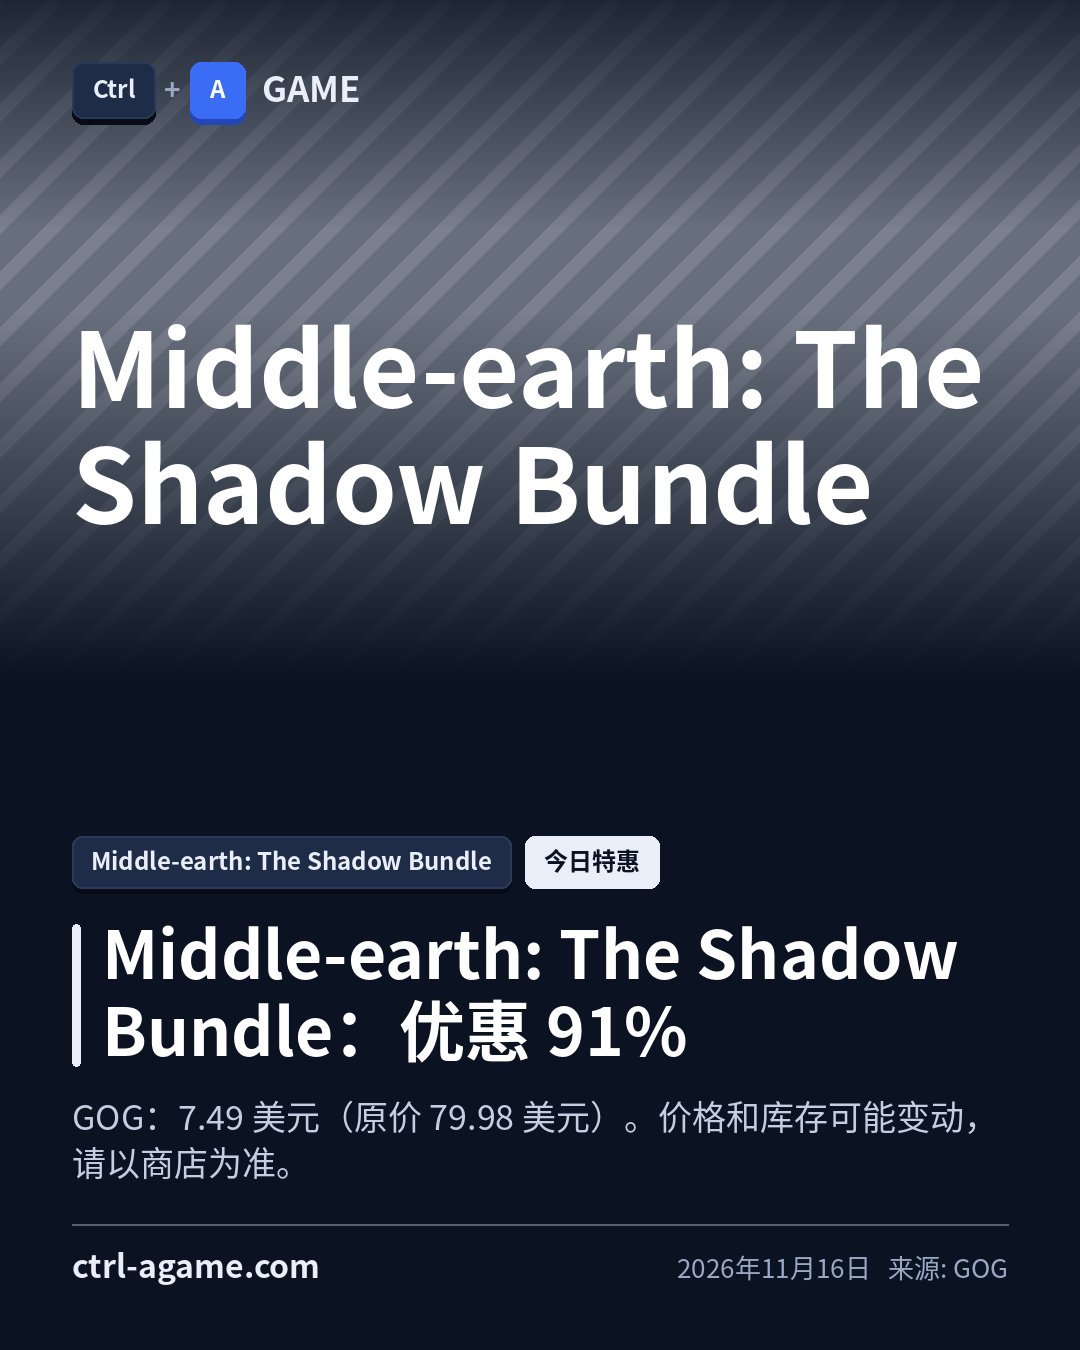 Ctrl + A GAME
Middle-earth: The
Shadow Bundle
Middle-earth: The Shadow Bundle 今日特惠
Middle-earth: The Shadow
Bundle：优惠 91%
GOG：7.49 美元（原价 79.98 美元）。价格和库存可能变动，
请以商店为准。
ctrl-agame.com 2026年11月16日 来源: GOG